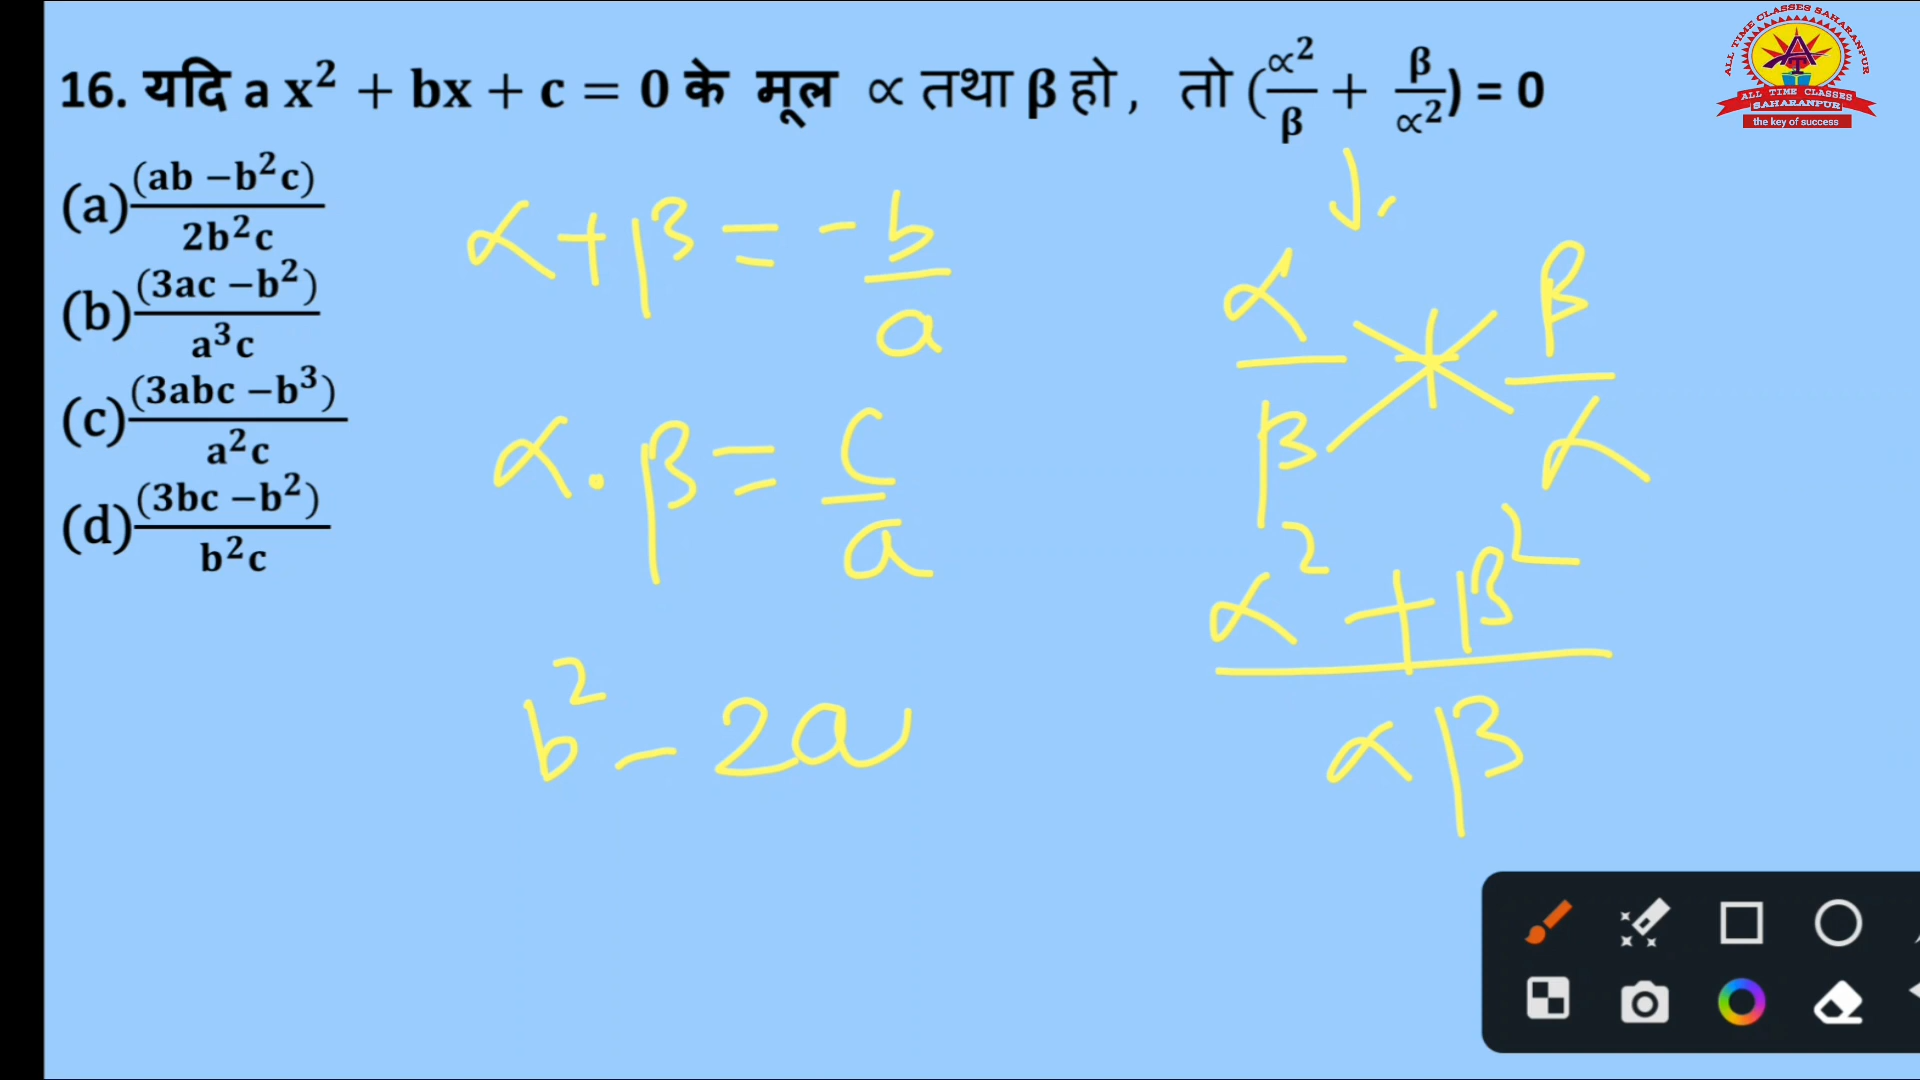 16. यदि a x² + bx + c = 0 के मूल ∝ तथा β हो , तो (∝²/β + β/∝²) = 0
(a) (ab −b²c)/2b²c
(b) (3ac −b²)/a³c
(c) (3abc −b³)/a²c
(d) (3bc −b²)/b²c
α+β = -b/a
α.β = c/a
b² - 2a
α/β + β/α
α² + β²/αβ
ALL TIME CLASSES SAHARANPUR
ALL TIME CLASSES
SAHARANPUR
the key of success